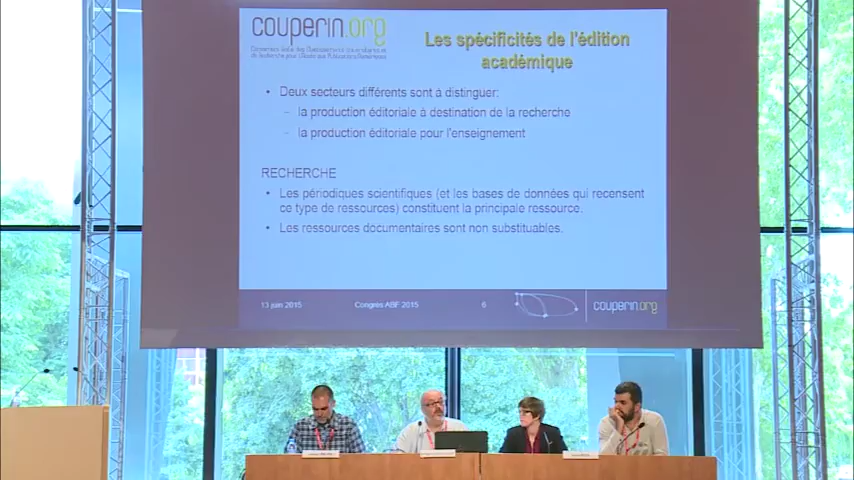 couperin.org
Les spécificités de l'édition
académique
• Deux secteurs différents sont à distinguer:
– la production éditoriale à destination de la recherche
– la production éditoriale pour l'enseignement
RECHERCHE
• Les périodiques scientifiques (et les bases de données qui recensent
ce type de ressources) constituent la principale ressource.
• Les ressources documentaires sont non substituables.
13 juin 2015
Congrès ABF 2015
6
couperin.org